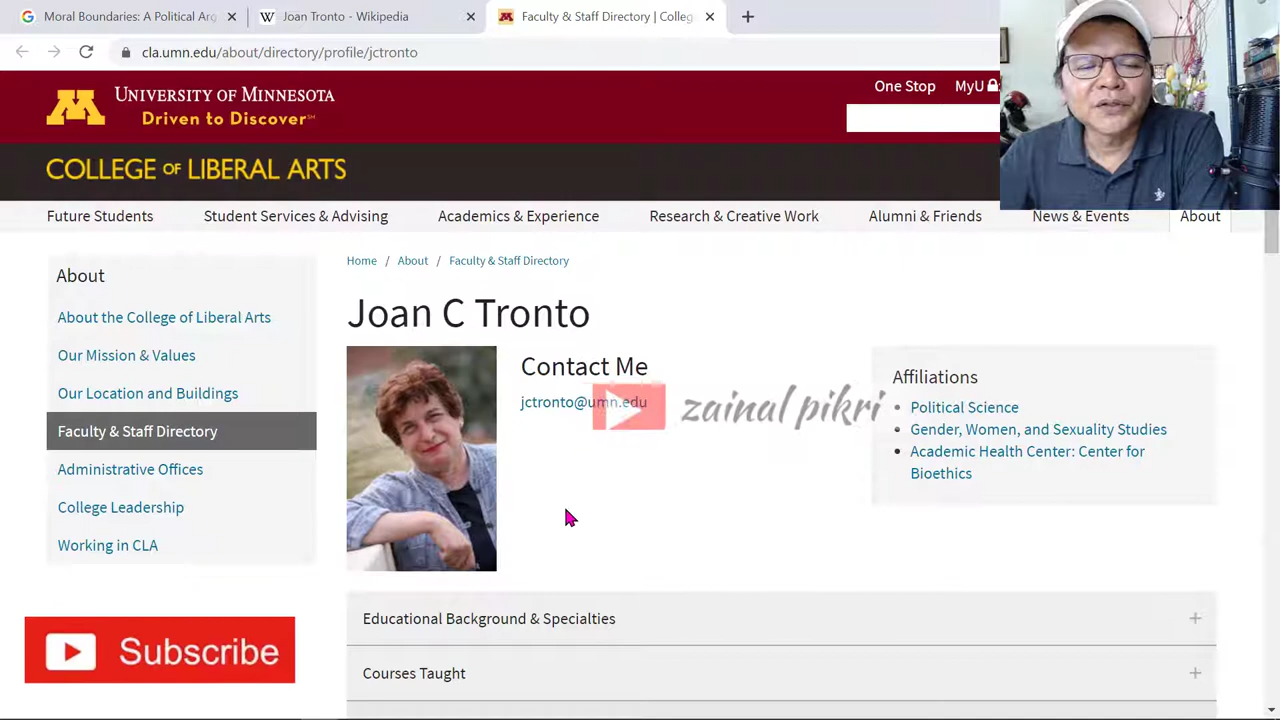 Moral Boundaries: A Political Arg
Joan Tronto - Wikipedia
Faculty & Staff Directory | Colleg
cla.umn.edu/about/directory/profile/jctronto
UNIVERSITY OF MINNESOTA
Driven to Discover℠
One Stop
MyU
COLLEGE OF LIBERAL ARTS
Future Students
Student Services & Advising
Academics & Experience
Research & Creative Work
Alumni & Friends
News & Events
About
About
About the College of Liberal Arts
Our Mission & Values
Our Location and Buildings
Faculty & Staff Directory
Administrative Offices
College Leadership
Working in CLA
Home / About / Faculty & Staff Directory
Joan C Tronto
Contact Me
jctronto@umn.edu
zainal pikri
Affiliations
Political Science
Gender, Women, and Sexuality Studies
Academic Health Center: Center for
Bioethics
Educational Background & Specialties
Courses Taught
Subscribe